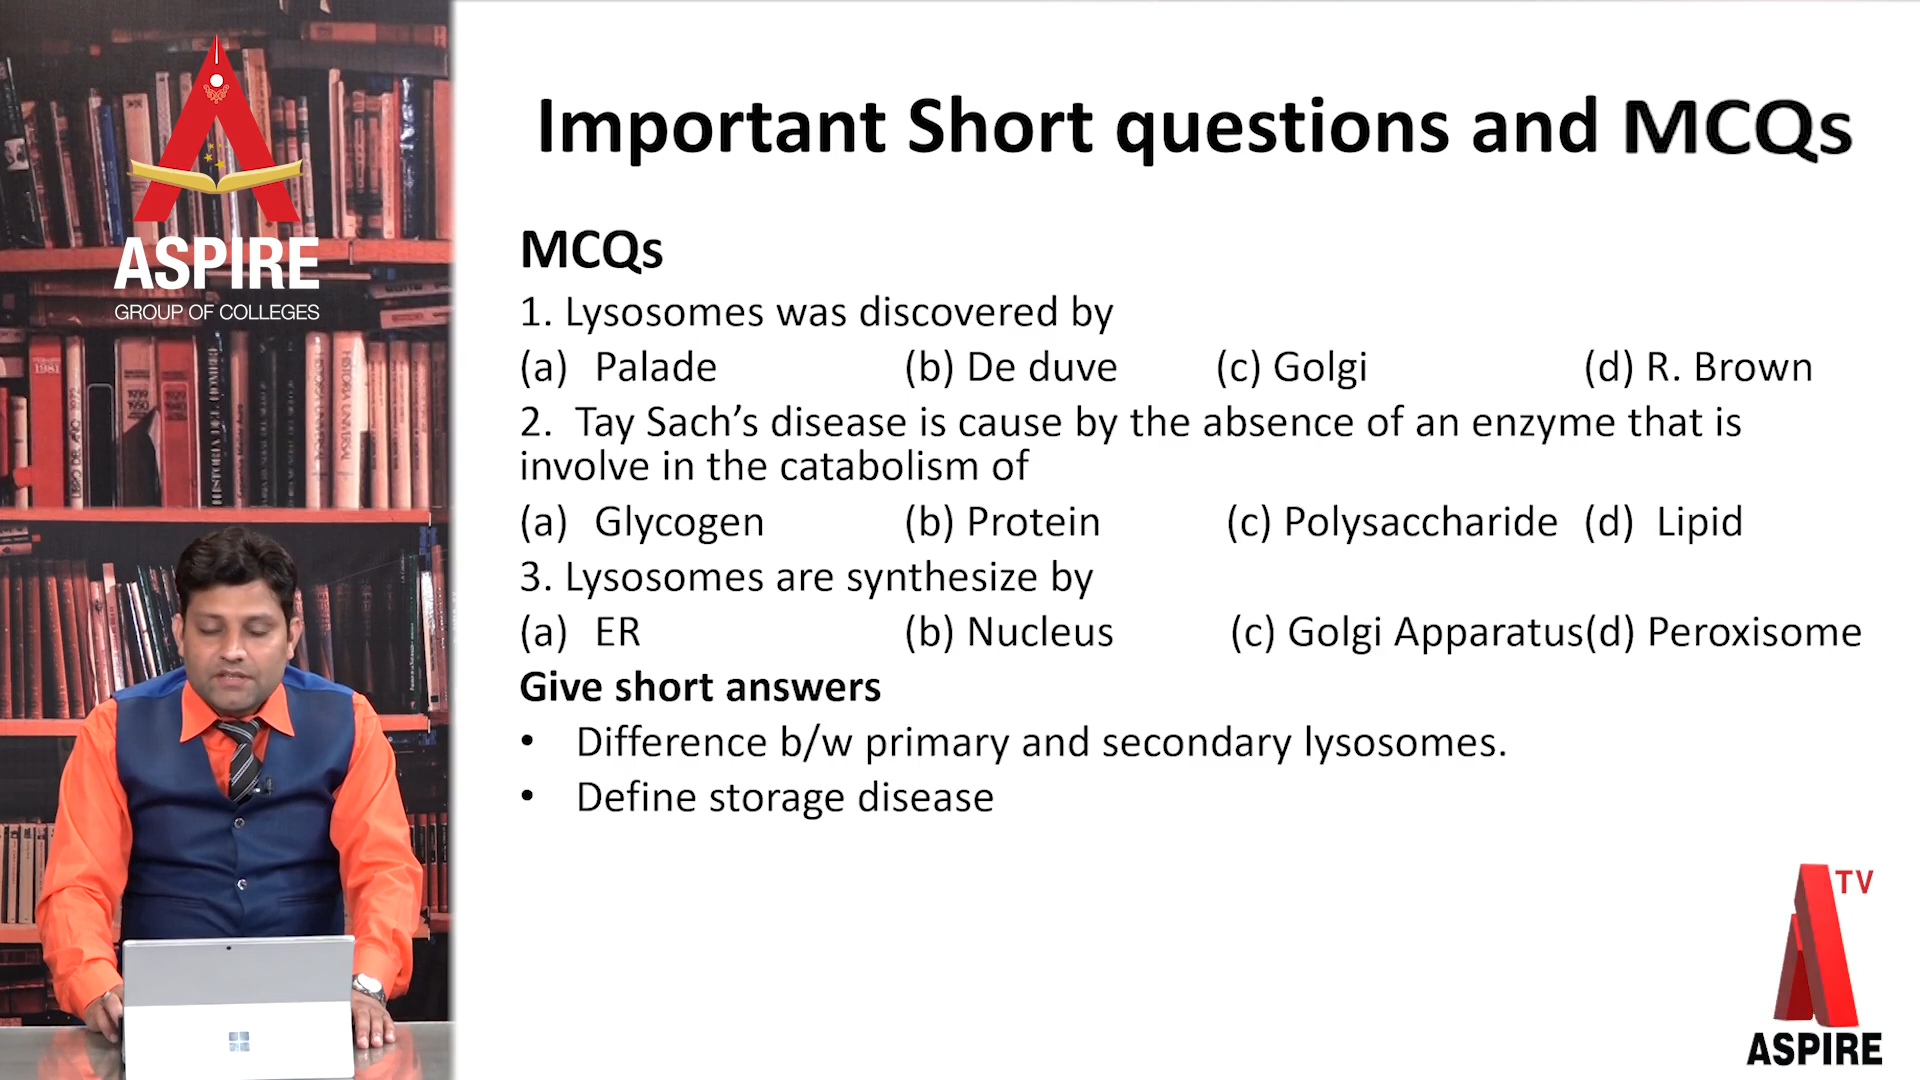 ASPIRE
GROUP OF COLLEGES
Important Short questions and MCQs
MCQs
1. Lysosomes was discovered by
(a) Palade (b) De duve (c) Golgi (d) R. Brown
2. Tay Sach’s disease is cause by the absence of an enzyme that is
involve in the catabolism of
(a) Glycogen (b) Protein (c) Polysaccharide (d) Lipid
3. Lysosomes are synthesize by
(a) ER (b) Nucleus (c) Golgi Apparatus(d) Peroxisome
Give short answers
• Difference b/w primary and secondary lysosomes.
• Define storage disease
TV
ASPIRE
1981